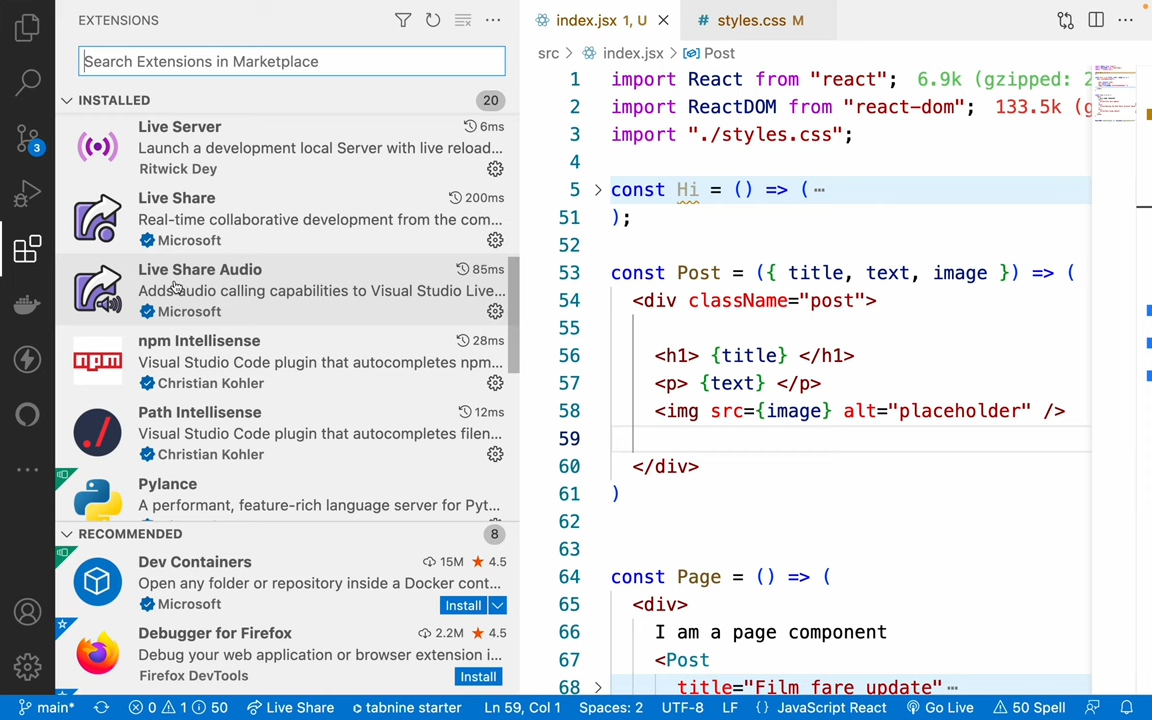 EXTENSIONS
Search Extensions in Marketplace
INSTALLED 20
Live Server 6ms
Launch a development local Server with live reload...
Ritwick Dey
Live Share 200ms
Real-time collaborative development from the com...
Microsoft
Live Share Audio 85ms
Adds audio calling capabilities to Visual Studio Live...
Microsoft
npm Intellisense 28ms
npm
Visual Studio Code plugin that autocompletes npm...
Christian Kohler
Path Intellisense 12ms
Visual Studio Code plugin that autocompletes filen...
Christian Kohler
Pylance
A performant, feature-rich language server for Pyt...
RECOMMENDED 8
Dev Containers 15M ★ 4.5
Open any folder or repository inside a Docker cont...
Microsoft Install
Debugger for Firefox 2.2M ★ 4.5
Debug your web application or browser extension i...
Firefox DevTools Install
3
index.jsx 1, U
# styles.css M
src > index.jsx > Post
1 import React from "react"; 6.9k (gzipped: 2
2 import ReactDOM from "react-dom"; 133.5k (g
3 import "./styles.css";
4
5 const Hi = () => (…
51 );
52
53 const Post = ({ title, text, image }) => (
54 <div className="post">
55
56 <h1> {title} </h1>
57 <p> {text} </p>
58 <img src={image} alt="placeholder" />
59
60 </div>
61 )
62
63
64 const Page = () => (
65 <div>
66 I am a page component
67 <Post
68 title="Film fare update"…
main* 0 1 50 Live Share tabnine starter Ln 59, Col 1 Spaces: 2 UTF-8 LF {} JavaScript React Go Live 50 Spell